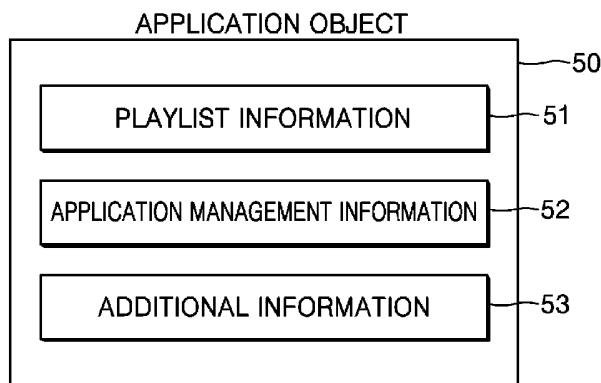 APPLICATION OBJECT
50
PLAYLIST INFORMATION
51
APPLICATION MANAGEMENT INFORMATION
52
ADDITIONAL INFORMATION
53